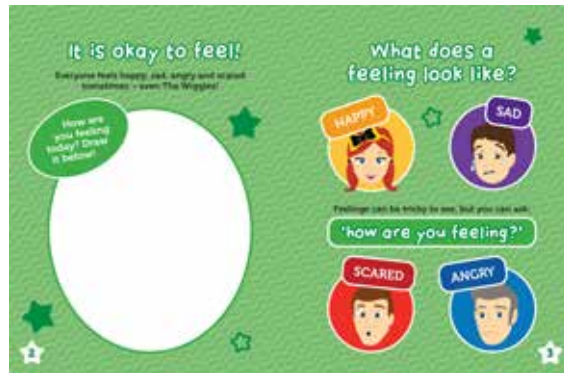 It is okay to feel!
Everyone feels happy, sad, angry and scared
sometimes – even The Wiggles!
How are
you feeling
today? Draw
it below!
2
What does a
feeling look like?
HAPPY
SAD
Feelings can be tricky to see, but you can ask:
'how are you feeling?'
SCARED
ANGRY
3